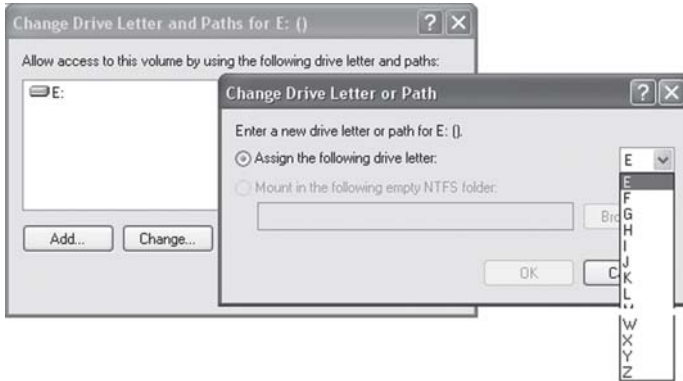 Change Drive Letter and Paths for E: ()
Allow access to this volume by using the following drive letter and paths:
E:
Add...
Change...
Change Drive Letter or Path
Enter a new drive letter or path for E: ().
Assign the following drive letter:
E
Mount in the following empty NTFS folder:
OK
E
F
G
H
I
J
K
L
W
X
Y
Z